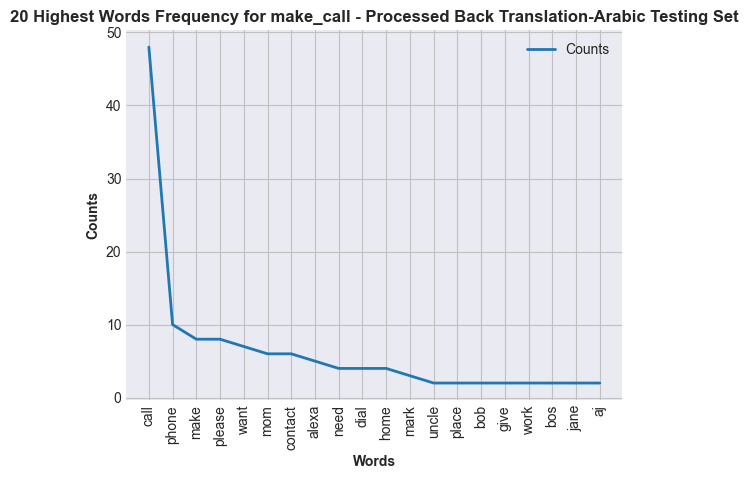 20 Highest Words Frequency for make_call - Processed Back Translation-Arabic Testing Set
Counts
50
40
30
20
10
0
Counts
call
phone
make
please
want
mom
contact
alexa
need
dial
home
mark
uncle
place
bob
give
work
bos
jane
aj
Words